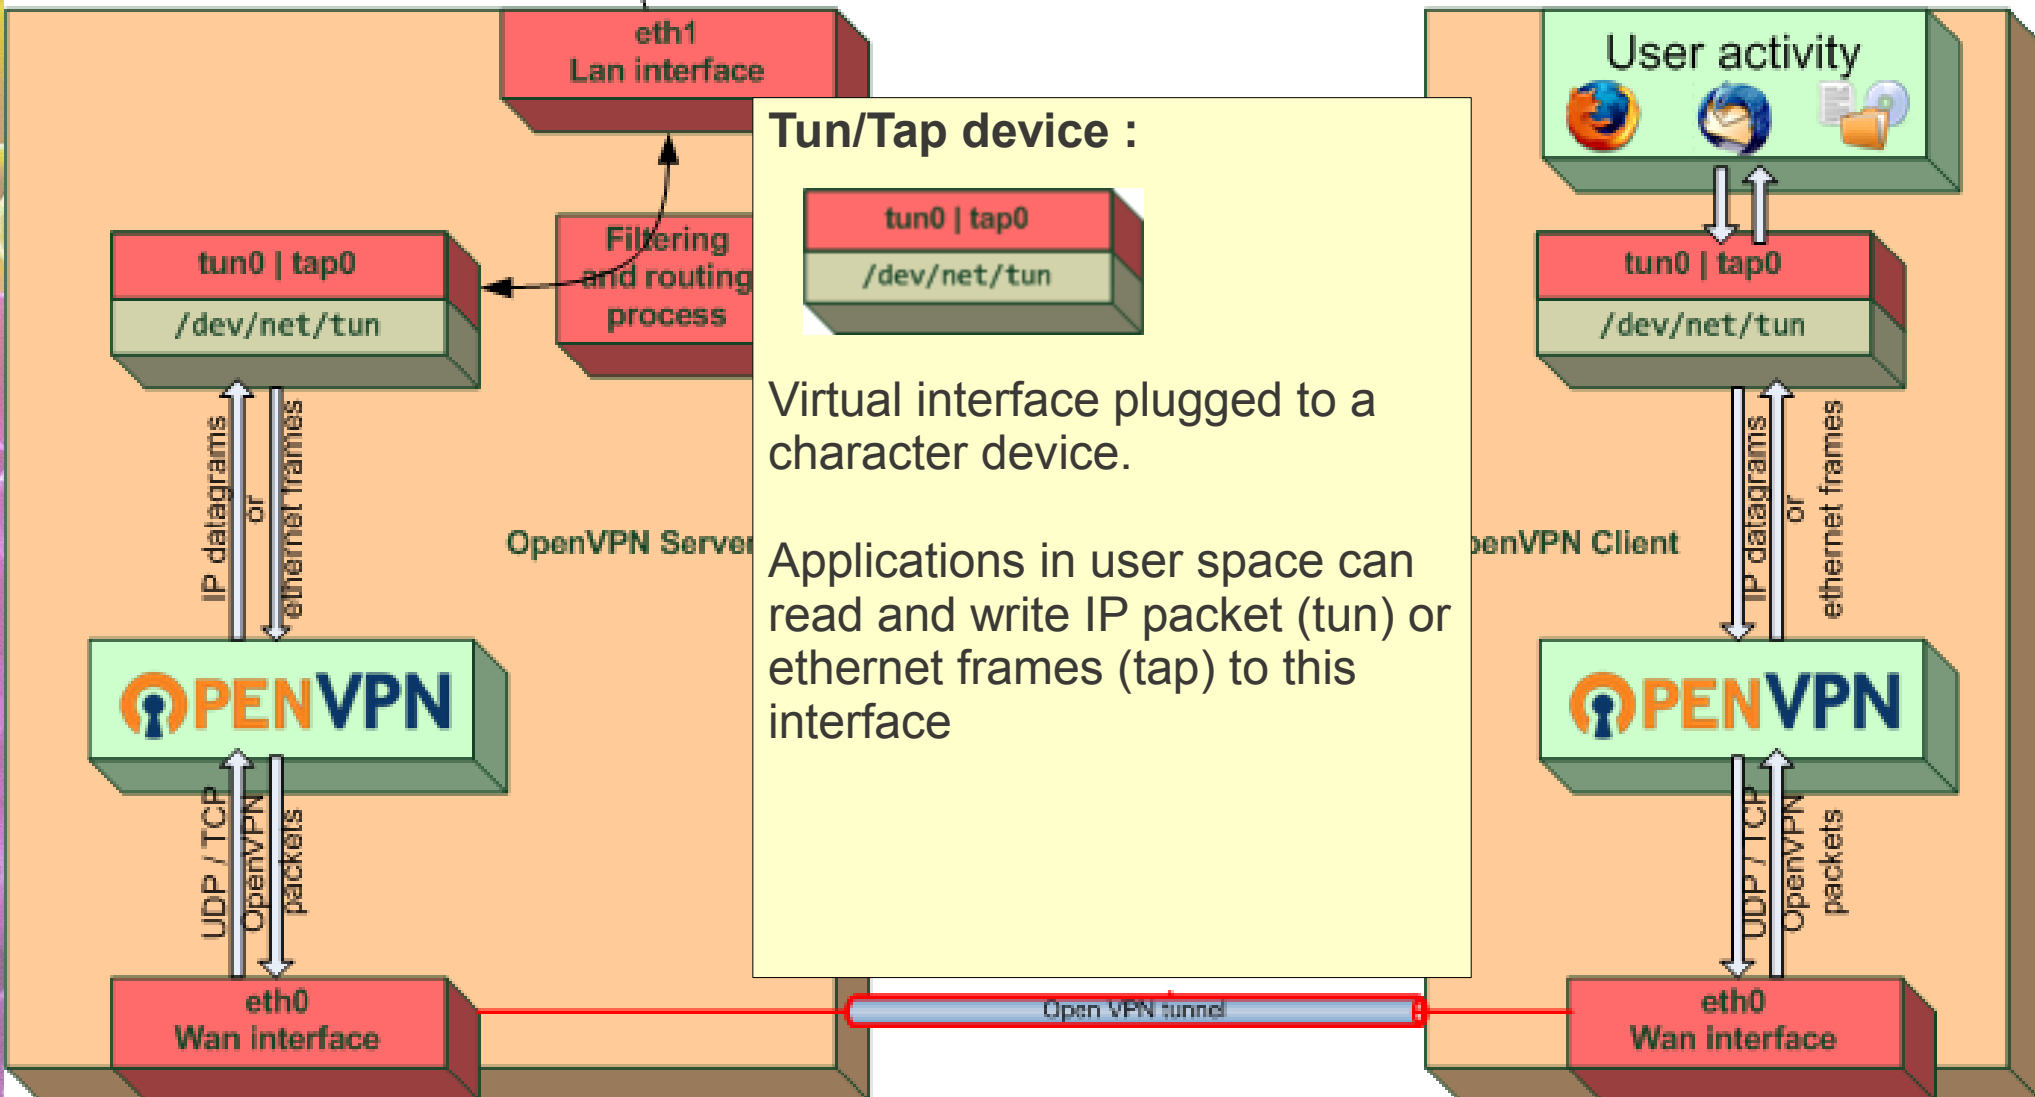 eth1
Lan interface
Filtering
and routing
process
tun0 | tap0
/dev/net/tun
IP datagrams
or
ethernet frames
OpenVPN Server
OPENVPN
UDP / TCP
OpenVPN
packets
eth0
Wan interface
Tun/Tap device :
tun0 | tap0
/dev/net/tun
Virtual interface plugged to a
character device.
Applications in user space can
read and write IP packet (tun) or
ethernet frames (tap) to this
interface
Open VPN tunnel
User activity
tun0 | tap0
/dev/net/tun
IP datagrams
or
ethernet frames
penVPN Client
OPENVPN
UDP / TCP
OpenVPN
packets
eth0
Wan interface